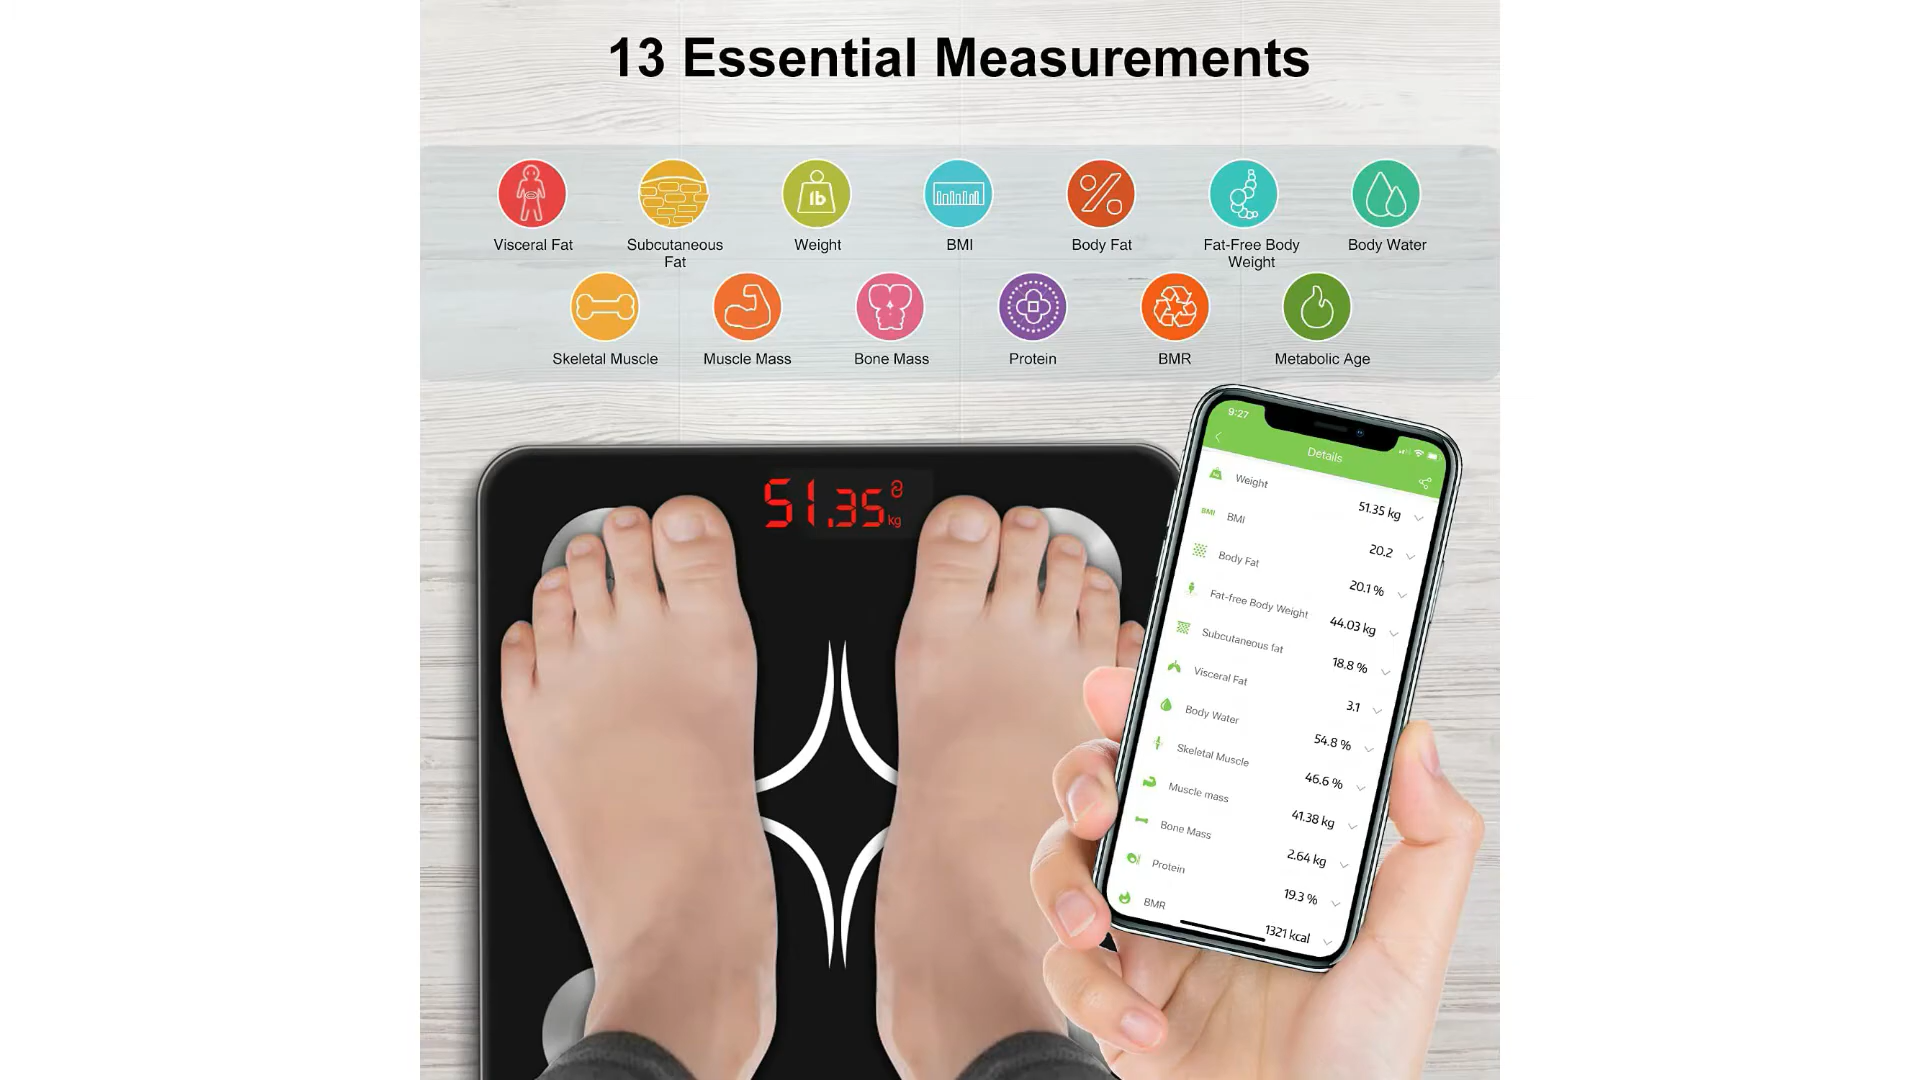 13 Essential Measurements
lb
Visceral Fat
Subcutaneous
Fat
Weight
BMI
Body Fat
Fat-Free Body
Weight
Body Water
Skeletal Muscle
Muscle Mass
Bone Mass
Protein
BMR
Metabolic Age
51.35 kg
9:27
Details
Weight 51.35 kg
BMI BMI 20.2
Body Fat 20.1 %
Fat-free Body Weight 44.03 kg
Subcutaneous fat 18.8 %
Visceral Fat 3.1
Body Water 54.8 %
Skeletal Muscle 46.6 %
Muscle mass 41.38 kg
Bone Mass 2.64 kg
Protein 19.3 %
BMR 1321 kcal